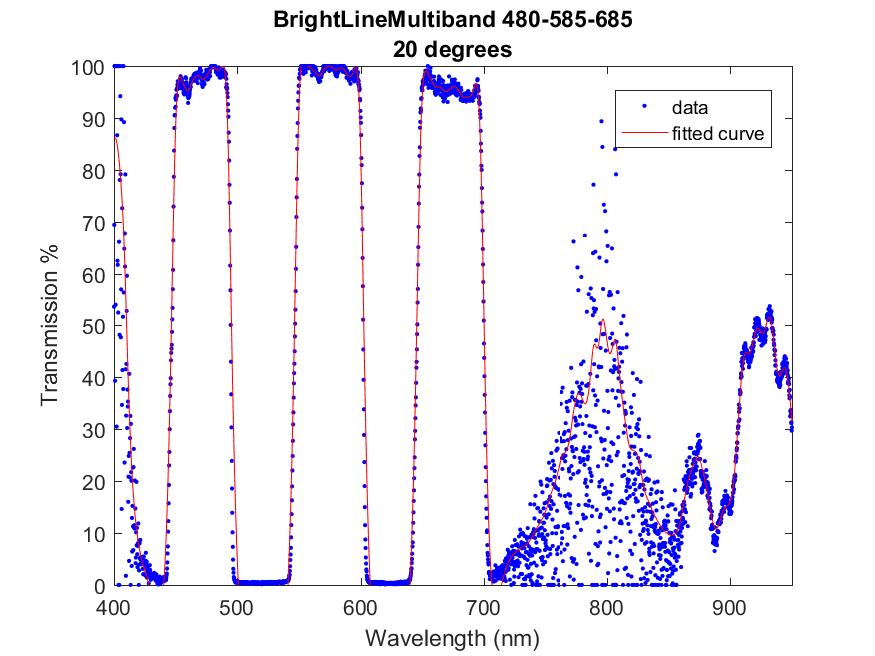 BrightLineMultiband 480-585-685
20 degrees
data
fitted curve
100
90
80
70
60
50
40
30
20
10
0
Transmission %
400
500
600
700
800
900
Wavelength (nm)